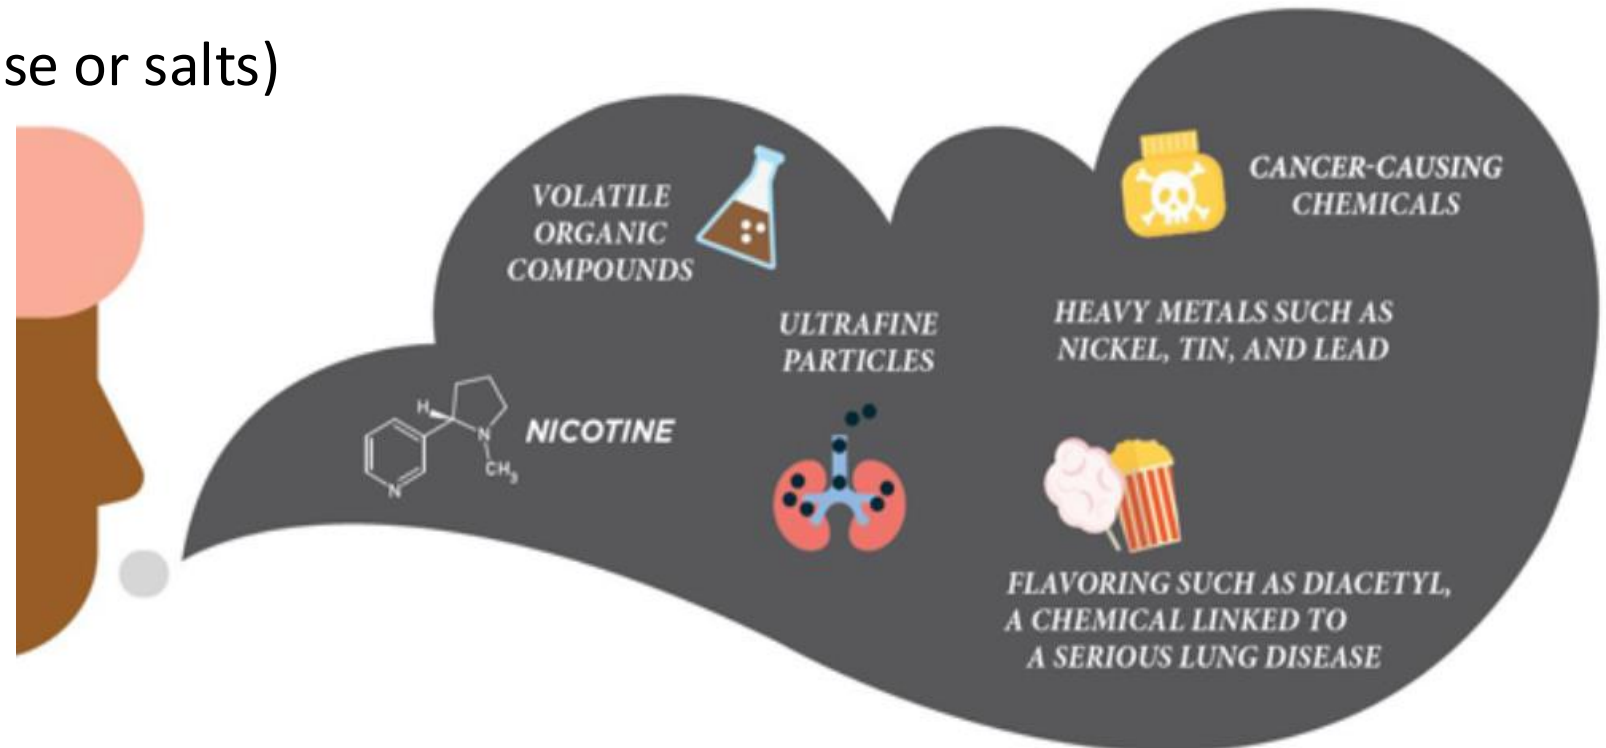 se or salts)
VOLATILE
ORGANIC
COMPOUNDS
CANCER-CAUSING
CHEMICALS
ULTRAFINE
PARTICLES
HEAVY METALS SUCH AS
NICKEL, TIN, AND LEAD
H
N
CH3
N
NICOTINE
FLAVORING SUCH AS DIACETYL,
A CHEMICAL LINKED TO
A SERIOUS LUNG DISEASE